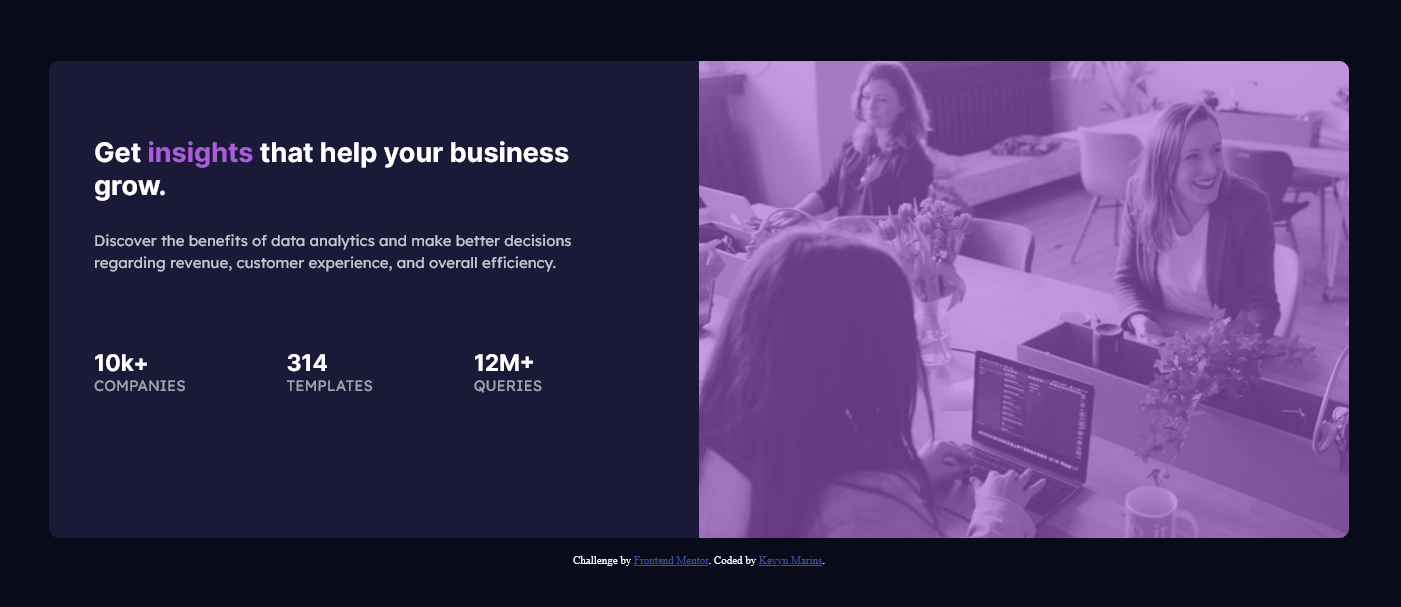 Get insights that help your business
grow.
Discover the benefits of data analytics and make better decisions
regarding revenue, customer experience, and overall efficiency.
10k+
COMPANIES
314
TEMPLATES
12M+
QUERIES
Challenge by Frontend Mentor. Coded by Kevyn Marins.